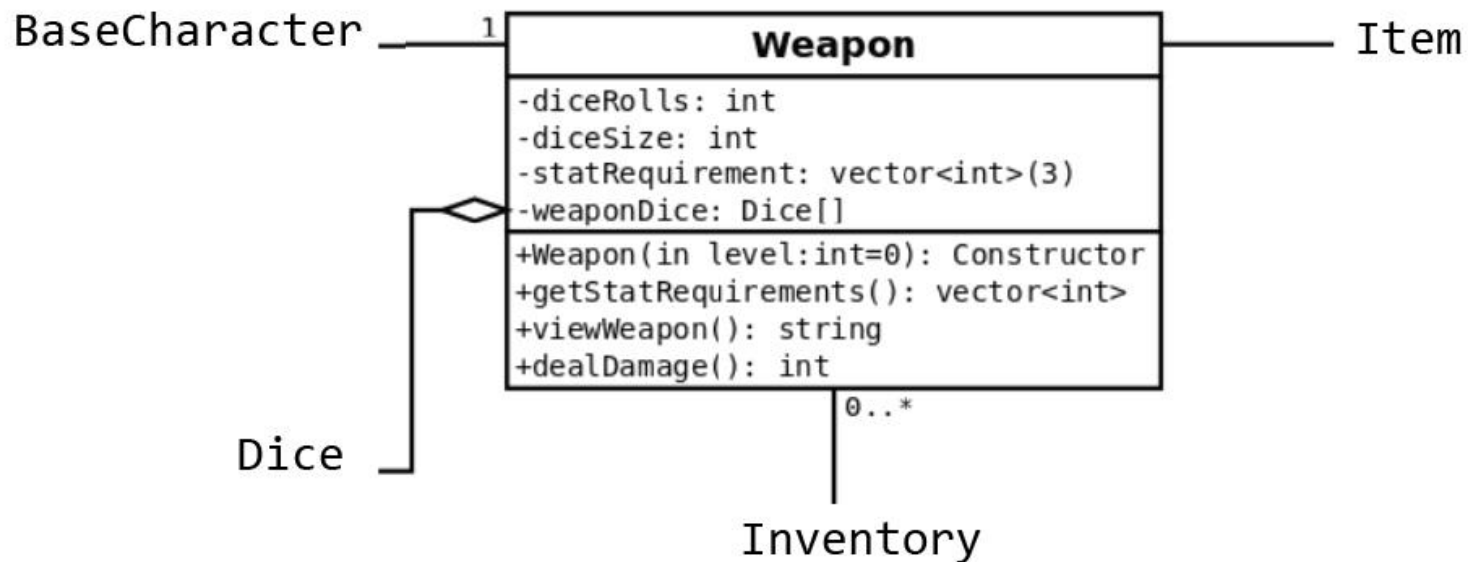 BaseCharacter
1
Weapon
Item
-diceRolls: int
-diceSize: int
-statRequirement: vector<int>(3)
-weaponDice: Dice[]
+Weapon(in level:int=0): Constructor
+getStatRequirements(): vector<int>
+viewWeapon(): string
+dealDamage(): int
0..*
Dice
Inventory